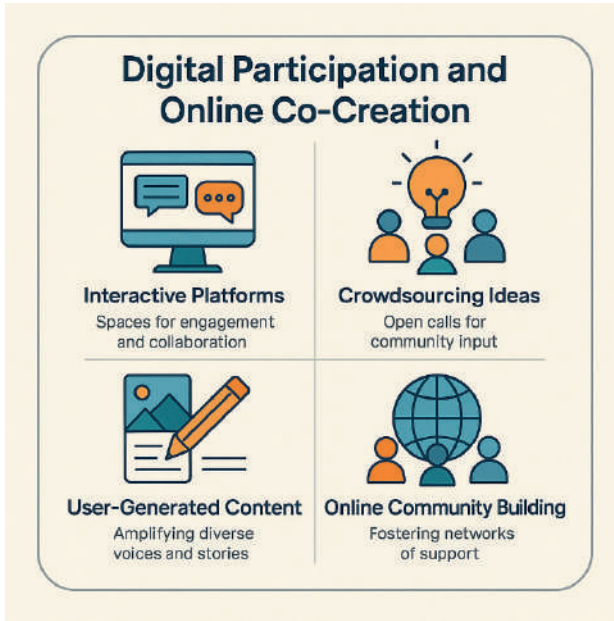 Digital Participation and
Online Co-Creation
Interactive Platforms
Spaces for engagement
and collaboration
Crowdsourcing Ideas
Open calls for
community input
User-Generated Content
Amplifying diverse
voices and stories
Online Community Building
Fostering networks
of support